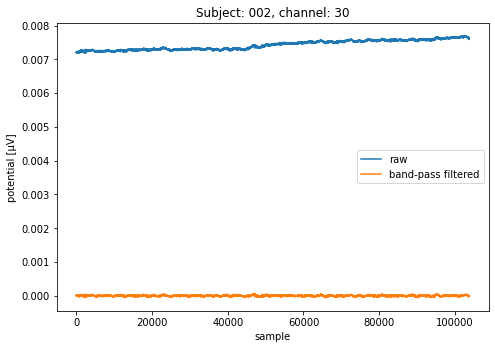 Subject: 002, channel: 30
0.008
0.007
0.006
0.005
0.004
0.003
0.002
0.001
0.000
potential [µV]
raw
band-pass filtered
0 20000 40000 60000 80000 100000
sample